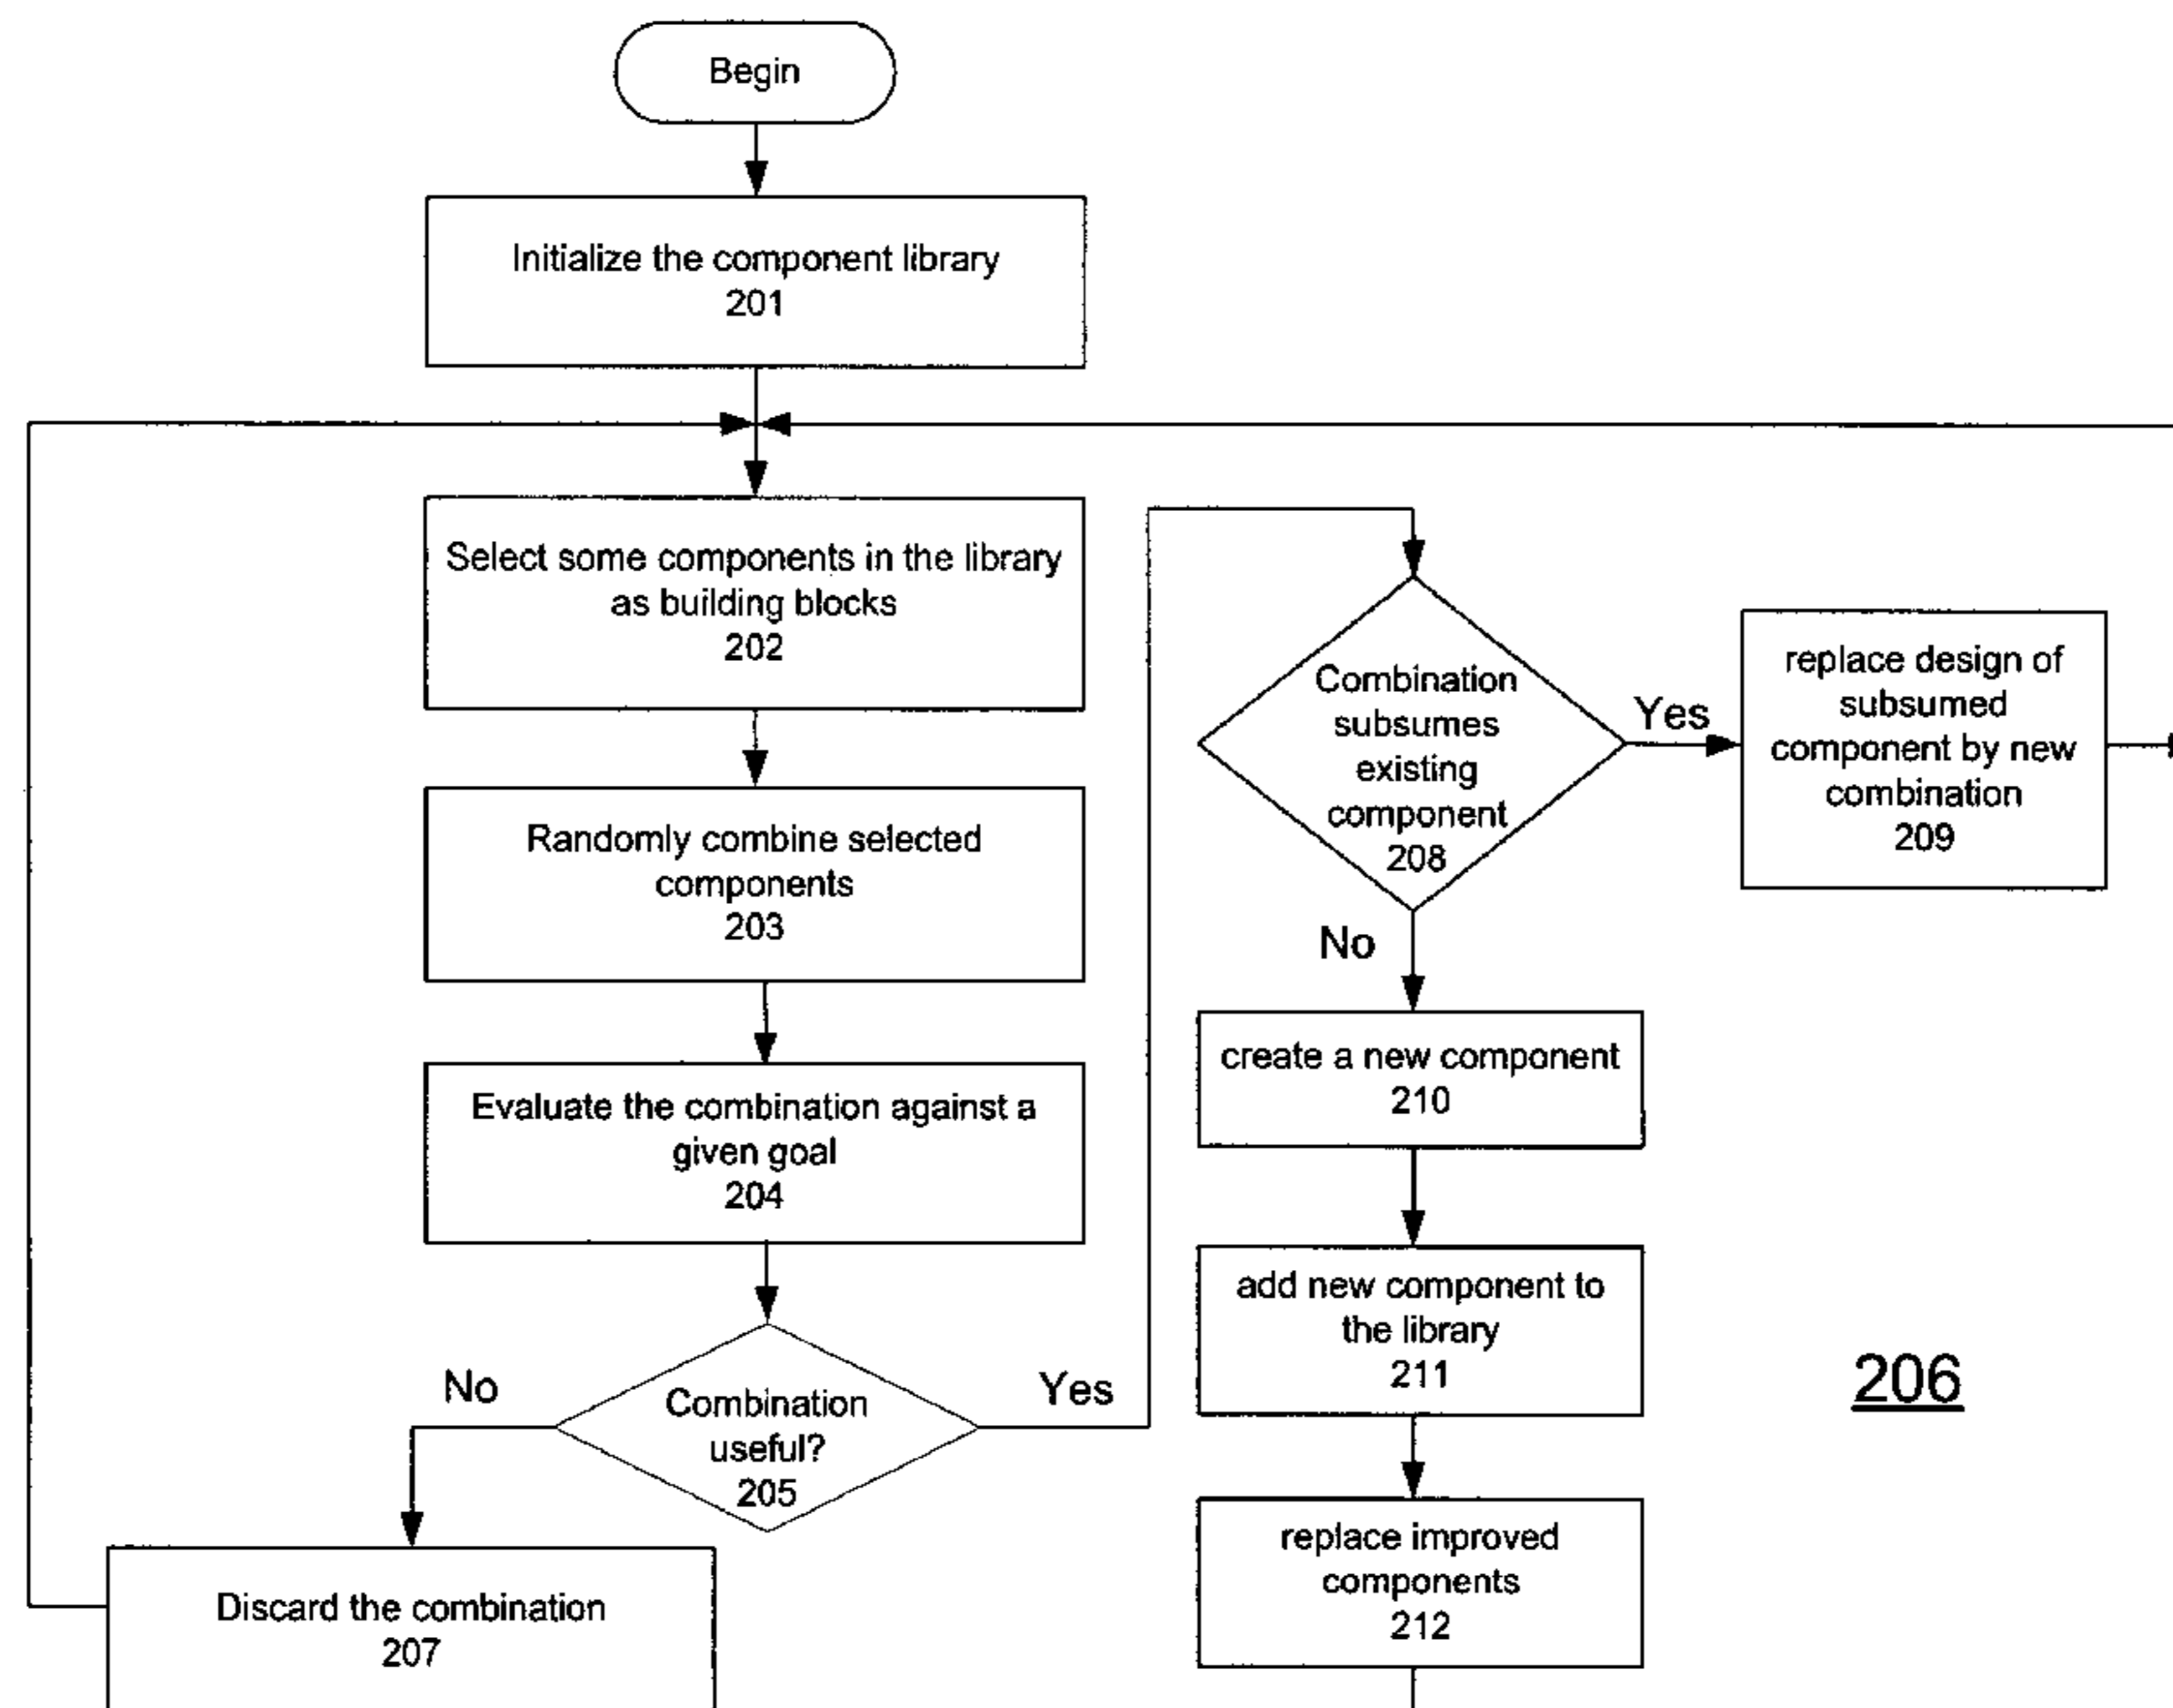 Begin
Initialize the component library
201
Select some components in the library
as building blocks
202
Randomly combine selected
components
203
Evaluate the combination against a
given goal
204
Combination
useful?
205
No
Yes
Discard the combination
207
Combination
subsumes
existing
component
208
Yes
No
replace design of
subsumed
component by new
combination
209
create a new component
210
add new component to
the library
211
replace improved
components
212
206